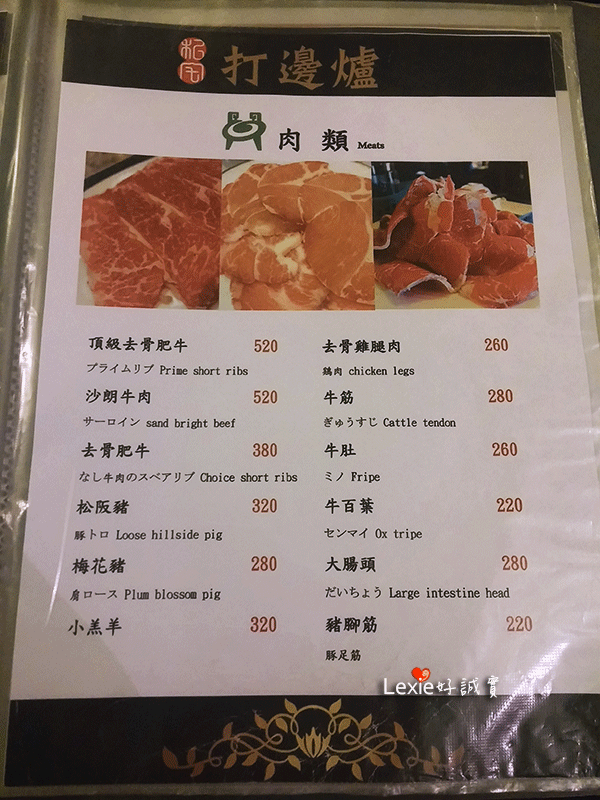 松園
打邊爐
肉類 Meats
頂級去骨肥牛 520
プライムリブ Prime short ribs
沙朗牛肉 520
サーロイン sand bright beef
去骨肥牛 380
なし牛肉のスペアリブ Choice short ribs
松阪豬 320
豚トロ Loose hillside pig
梅花豬 280
肩ロース Plum blossom pig
小羔羊 320
去骨雞腿肉 260
鶏肉 chicken legs
牛筋 280
ぎゅうすじ Cattle tendon
牛肚 260
ミノ Fripe
牛百葉 220
センマイ Ox tripe
大腸頭 280
だいちょう Large intestine head
豬腳筋 220
豚足筋
Lexie好誠實